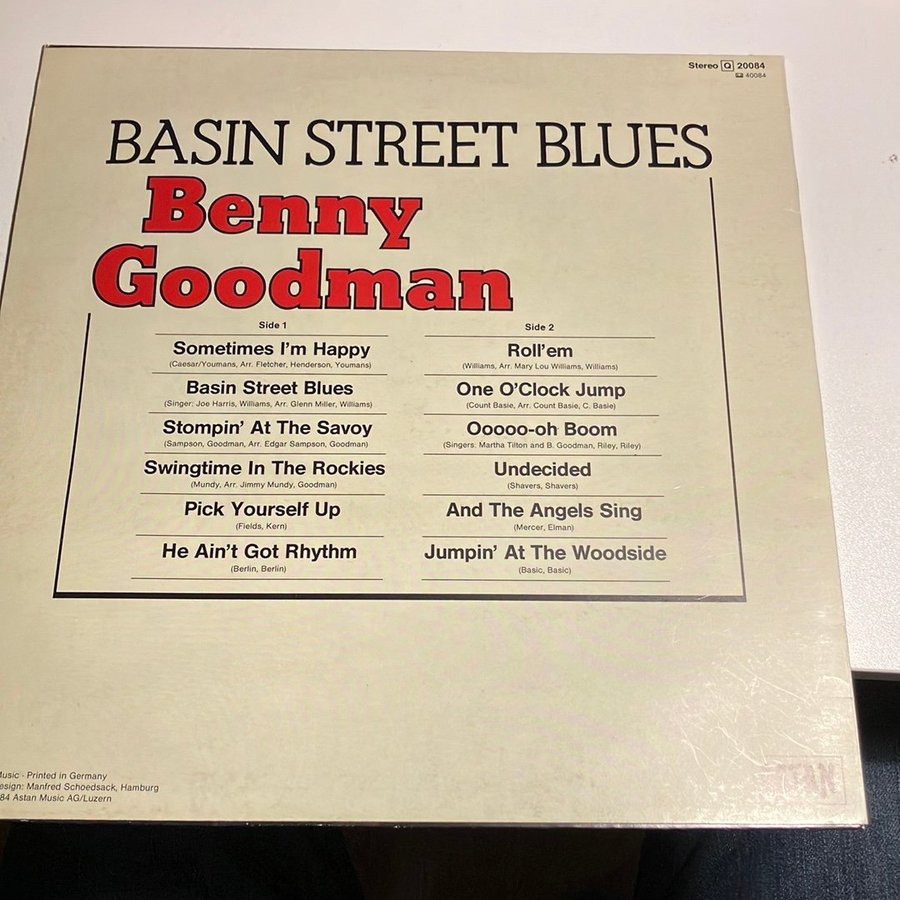 Stereo Q 20084
40084
BASIN STREET BLUES
Benny
Goodman
Side 1
Sometimes I'm Happy
(Caesar/Youmans, Arr. Fletcher, Henderson, Youmans)
Basin Street Blues
(Singer: Joe Harris, Williams, Arr. Glenn Miller, Williams)
Stompin' At The Savoy
(Sampson, Goodman, Arr. Edgar Sampson, Goodman)
Swingtime In The Rockies
(Mundy, Arr. Jimmy Mundy, Goodman)
Pick Yourself Up
(Fields, Kern)
He Ain't Got Rhythm
(Berlin, Berlin)
Side 2
Roll'em
(Williams, Arr. Mary Lou Williams, Williams)
One O'Clock Jump
(Count Basie, Arr. Count Basie, C. Basie)
Ooooo-oh Boom
(Singers: Martha Tilton and B. Goodman, Riley, Riley)
Undecided
(Shavers, Shavers)
And The Angels Sing
(Mercer, Elman)
Jumpin' At The Woodside
(Basic, Basic)
Music - Printed in Germany
esign: Manfred Schoedsack, Hamburg
84 Astan Music AG/Luzern